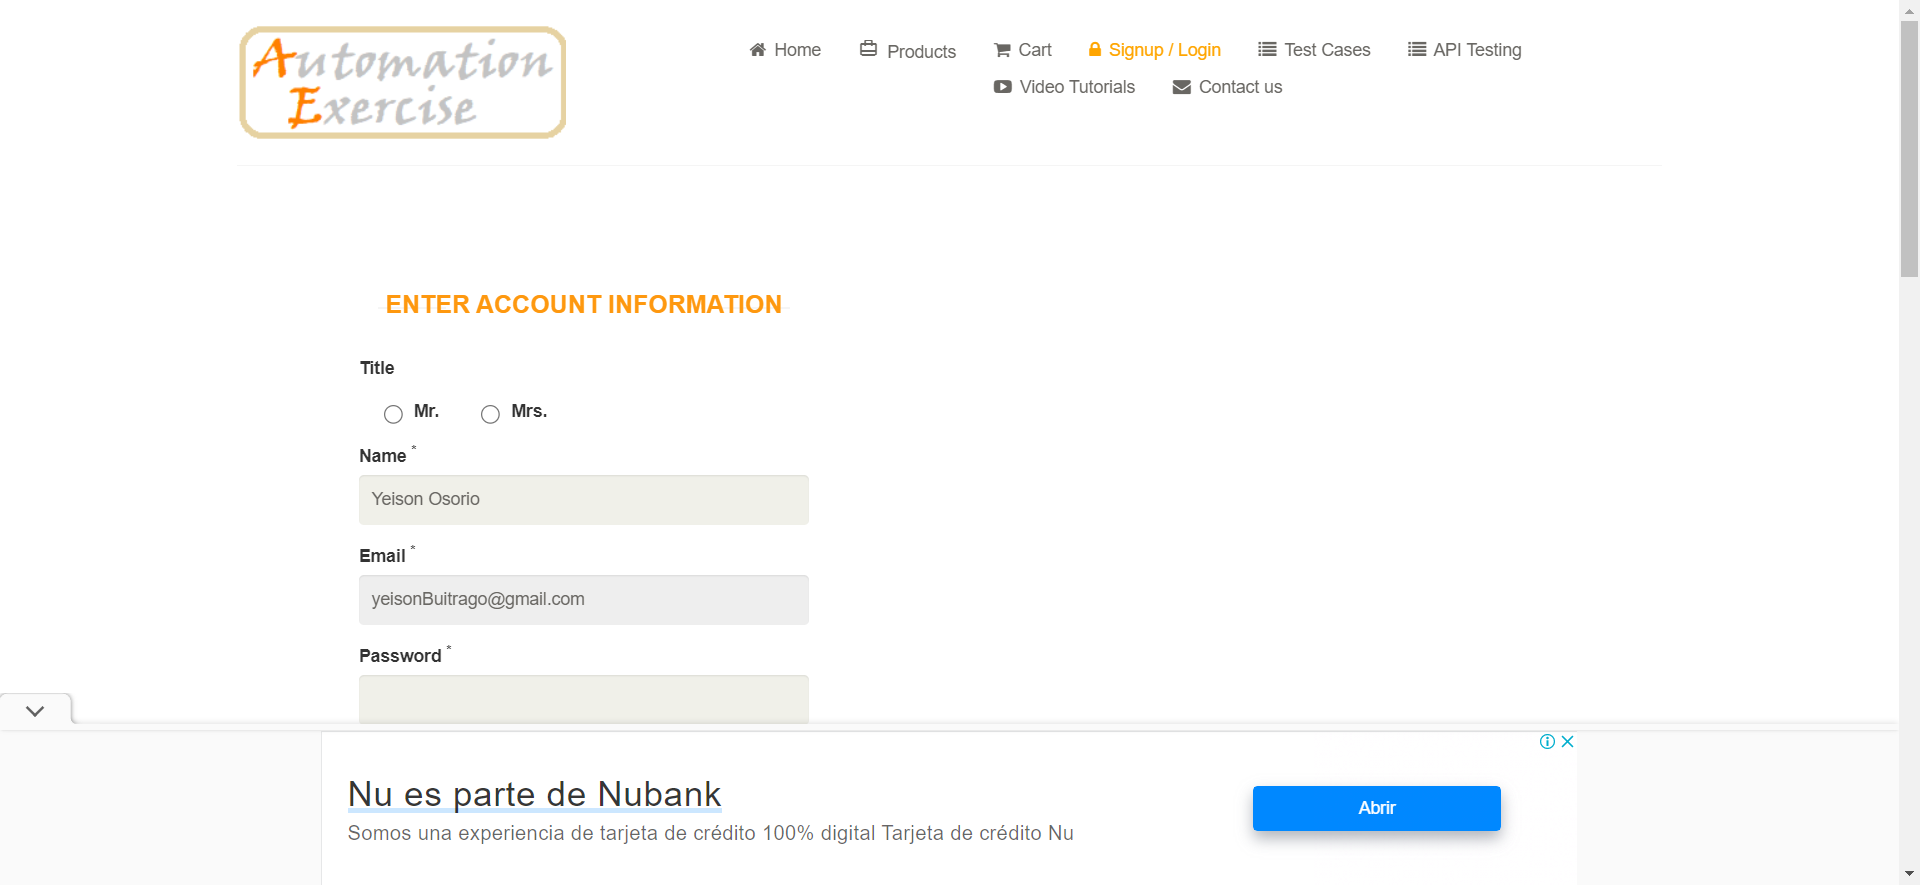 Automation
Exercise
Home
Products
Cart
Signup / Login
Test Cases
API Testing
Video Tutorials
Contact us
ENTER ACCOUNT INFORMATION
Title
Mr.
Mrs.
Name *
Yeison Osorio
Email *
yeisonBuitrago@gmail.com
Password *
Nu es parte de Nubank
Somos una experiencia de tarjeta de crédito 100% digital Tarjeta de crédito Nu
Abrir